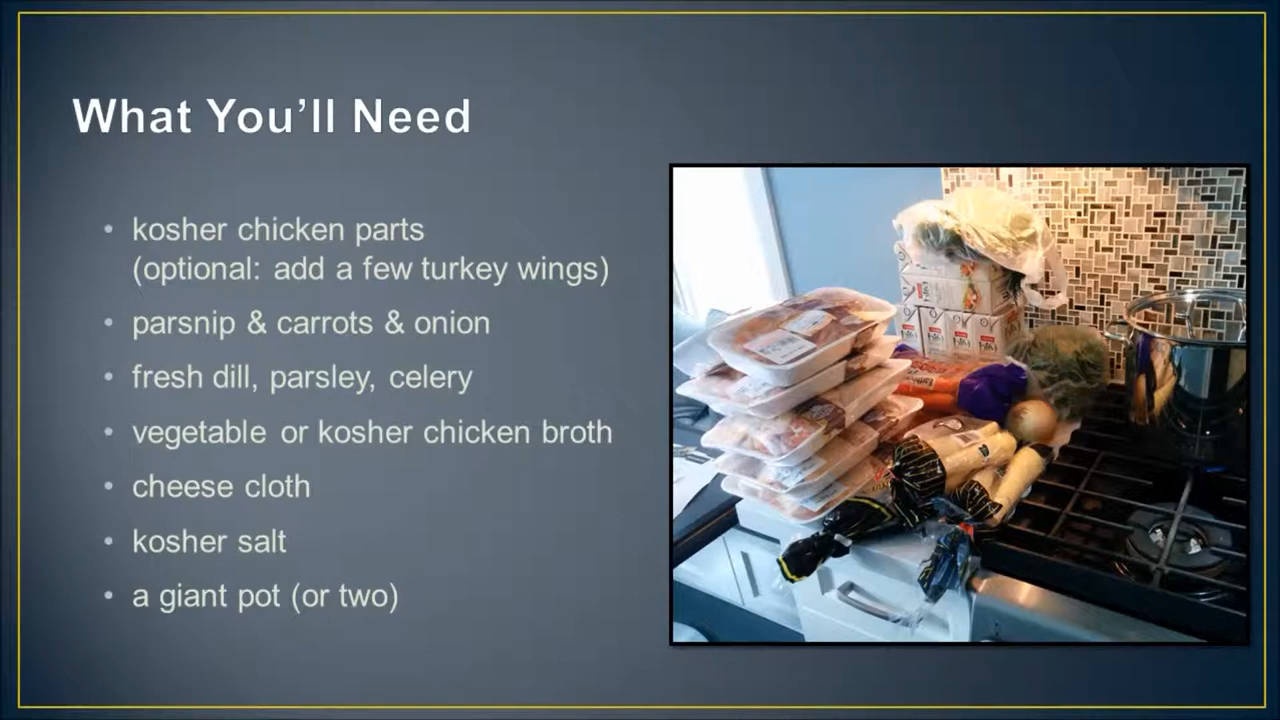 What You’ll Need
• kosher chicken parts
(optional: add a few turkey wings)
• parsnip & carrots & onion
• fresh dill, parsley, celery
• vegetable or kosher chicken broth
• cheese cloth
• kosher salt
• a giant pot (or two)